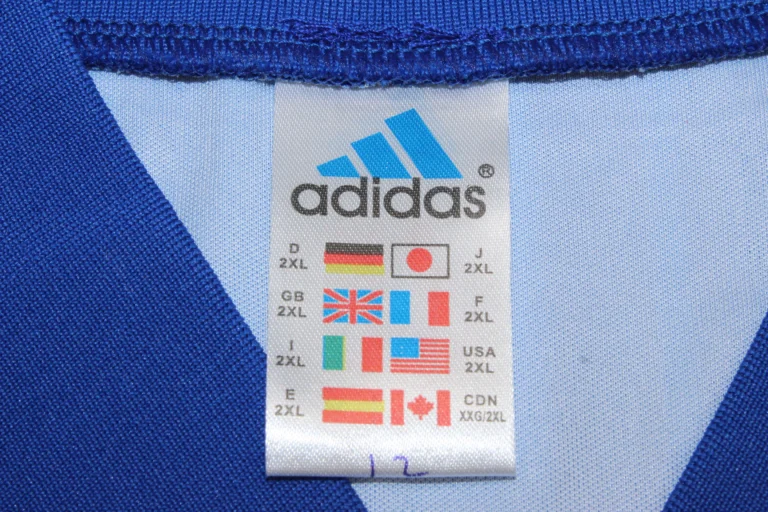 adidas®
D
2XL
J
2XL
GB
2XL
F
2XL
I
2XL
USA
2XL
E
2XL
CDN
XXG/2XL
12